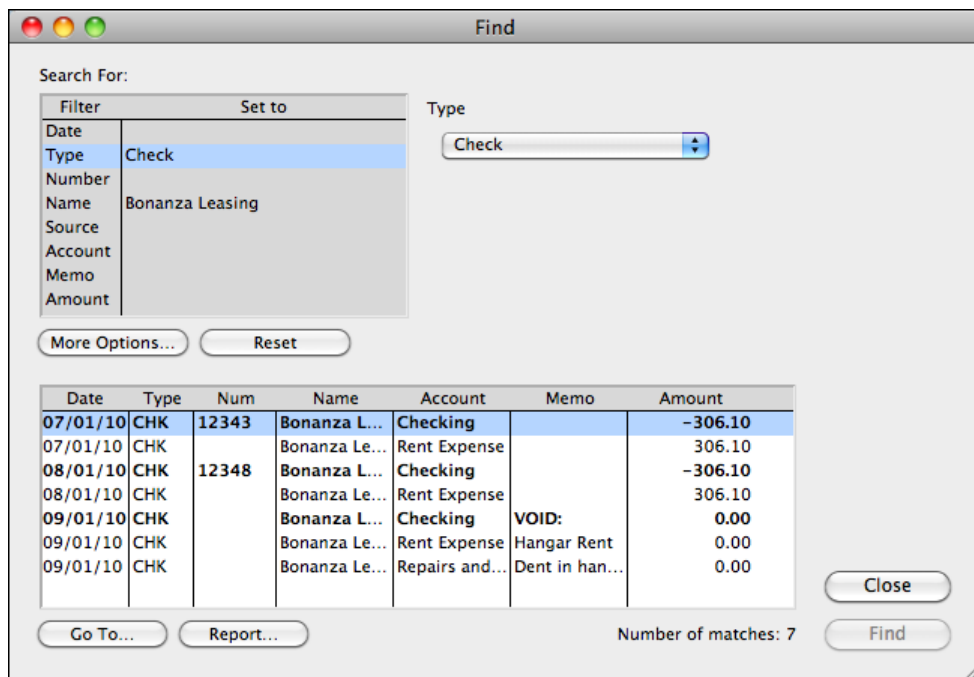 Find
Search For:
Filter Set to
Date
Type Check
Number
Name Bonanza Leasing
Source
Account
Memo
Amount
Type
Check
More Options... Reset
Date Type Num Name Account Memo Amount
07/01/10 CHK 12343 Bonanza L... Checking -306.10
07/01/10 CHK Bonanza Le... Rent Expense 306.10
08/01/10 CHK 12348 Bonanza L... Checking -306.10
08/01/10 CHK Bonanza Le... Rent Expense 306.10
09/01/10 CHK Bonanza L... Checking VOID: 0.00
09/01/10 CHK Bonanza Le... Rent Expense Hangar Rent 0.00
09/01/10 CHK Bonanza Le... Repairs and... Dent in han... 0.00
Close
Go To... Report... Number of matches: 7 Find